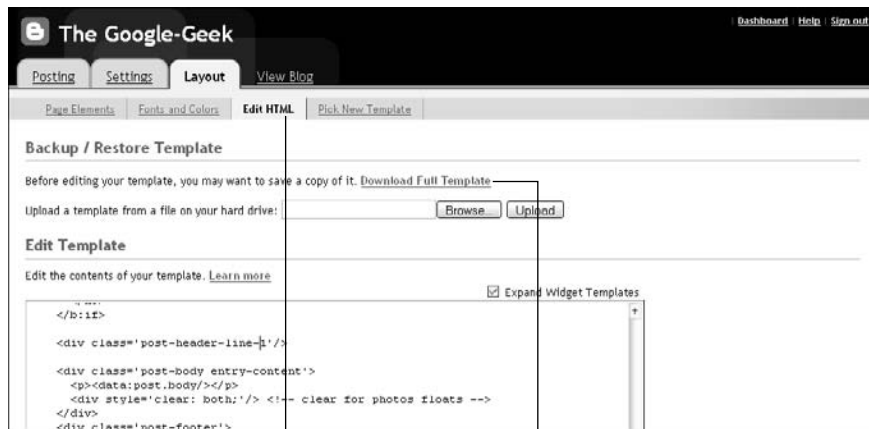 The Google-Geek
Dashboard | Help | Sign out
Posting Settings Layout View Blog
Page Elements Fonts and Colors Edit HTML Pick New Template
Backup / Restore Template
Before editing your template, you may want to save a copy of it. Download Full Template
Upload a template from a file on your hard drive: Browse... Upload
Edit Template
Edit the contents of your template. Learn more
Expand Widget Templates
</b:if>
<div class='post-header-line-1'/>
<div class='post-body entry-content'>
<p><data:post.body/></p>
<div style='clear: both;'/> <!-- clear for photos floats -->
</div>
<div class='post-footer'>